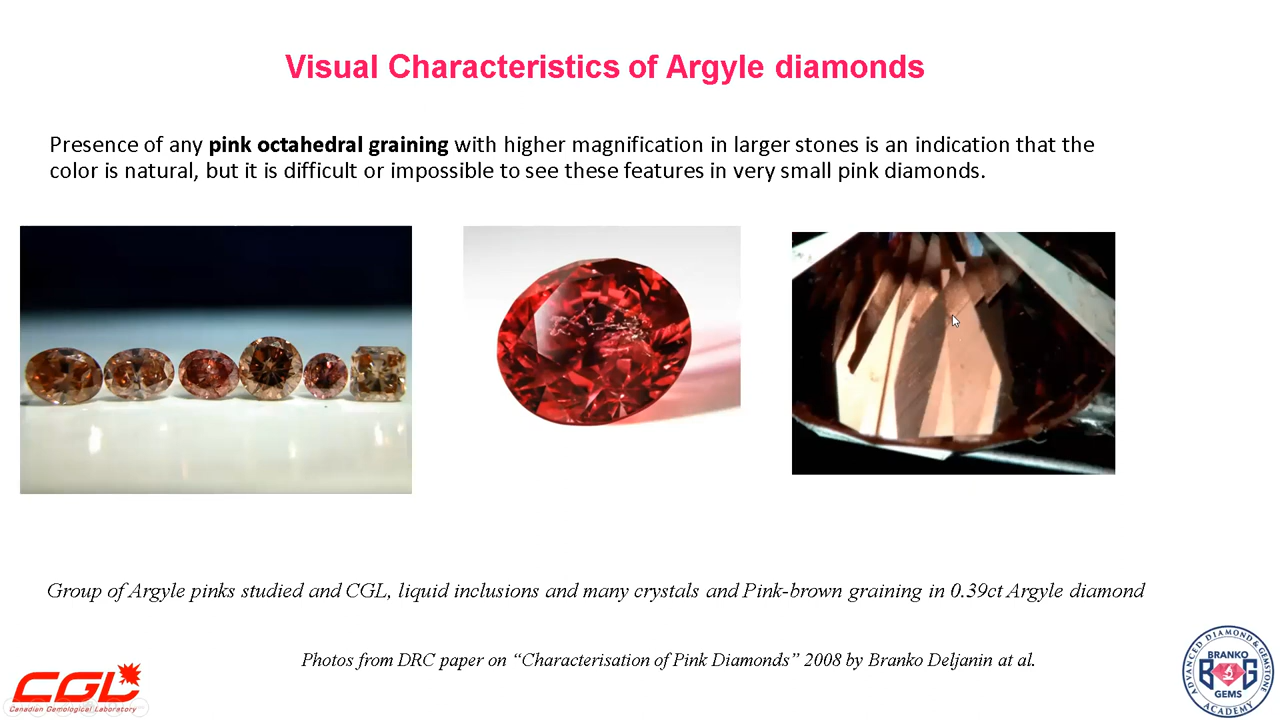 Visual Characteristics of Argyle diamonds
Presence of any pink octahedral graining with higher magnification in larger stones is an indication that the
color is natural, but it is difficult or impossible to see these features in very small pink diamonds.
Group of Argyle pinks studied and CGL, liquid inclusions and many crystals and Pink-brown graining in 0.39ct Argyle diamond
Photos from DRC paper on “Characterisation of Pink Diamonds” 2008 by Branko Deljanin at al.
CGL
Canadian Gemological Laboratory
ADVANCED DIAMOND & GEMSTONE
BRANKO
BG
GEMS
ACADEMY